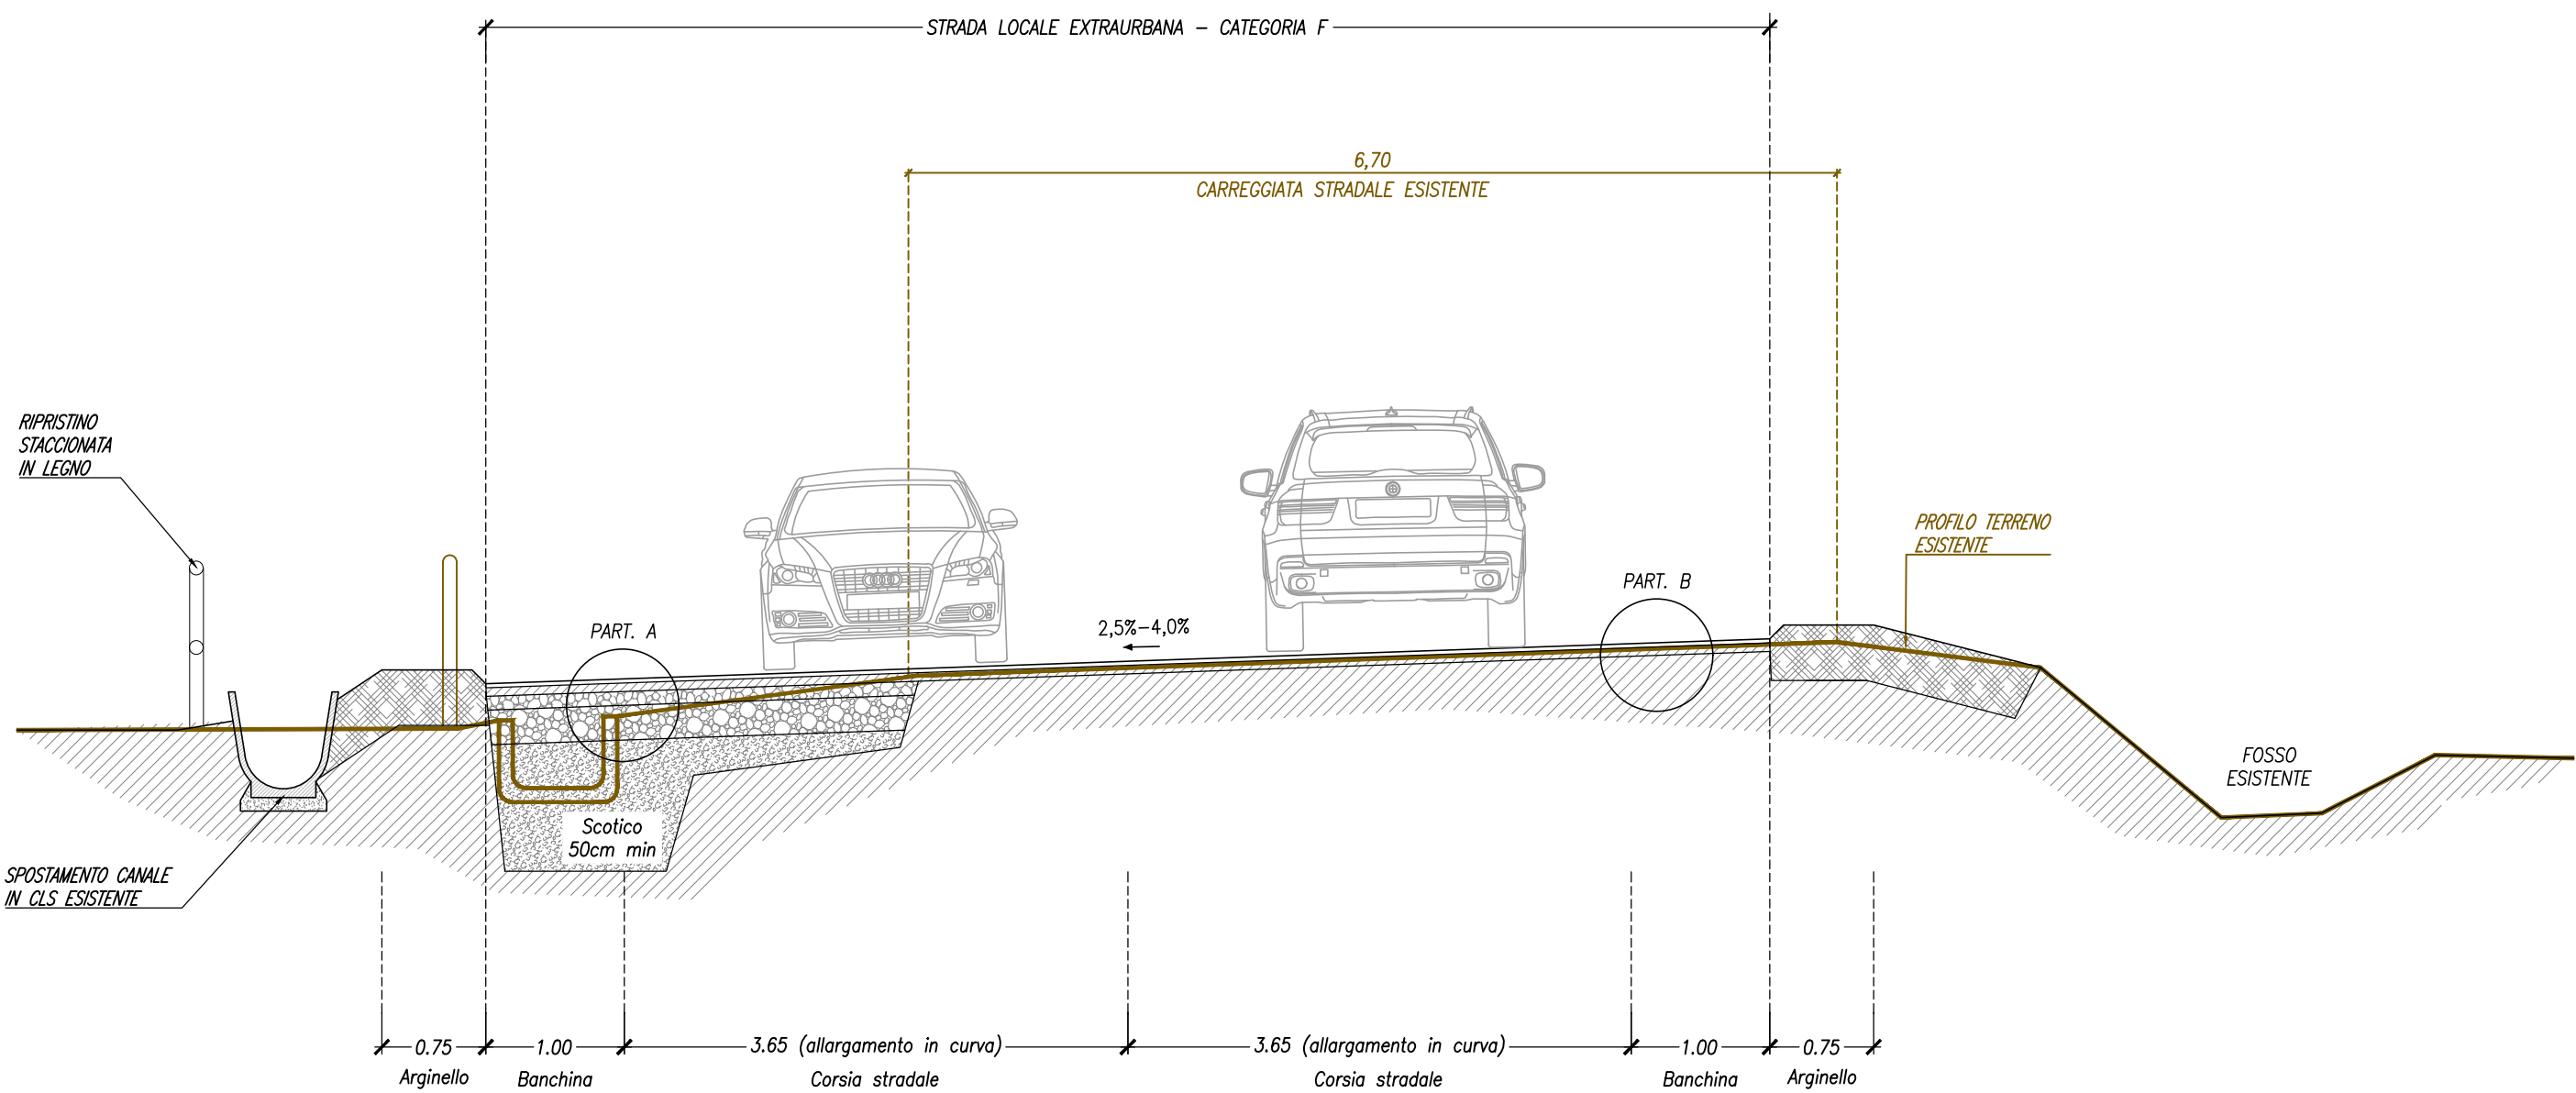 STRADA LOCALE EXTRAURBANA - CATEGORIA F
6,70
CARREGGIATA STRADALE ESISTENTE
RIPRISTINO
STACCIONATA
IN LEGNO
PROFILO TERRENO
ESISTENTE
PART. A
2,5%-4,0%
PART. B
FOSSO
ESISTENTE
Scotico
50cm min
SPOSTAMENTO CANALE
IN CLS ESISTENTE
0.75
1.00
3.65 (allargamento in curva)
3.65 (allargamento in curva)
1.00
0.75
Arginello
Banchina
Corsia stradale
Corsia stradale
Banchina
Arginello